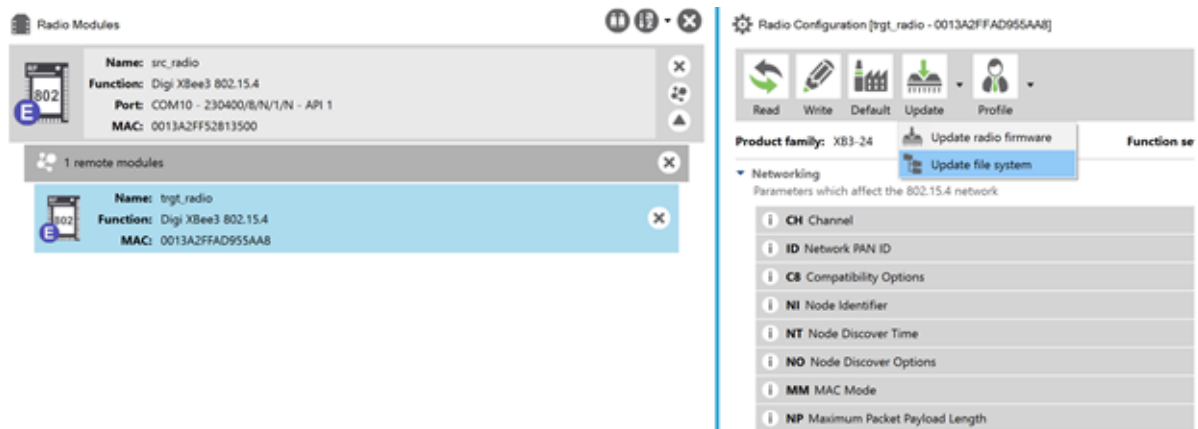 Radio Modules
Name: src_radio
802
Function: Digi XBee3 802.15.4
E
Port: COM10 - 230400/8/N/1/N - API 1
MAC: 0013A2FF52813500
1 remote modules
Name: trgt_radio
802
Function: Digi XBee3 802.15.4
E
MAC: 0013A2FFAD955AA8
Radio Configuration [trgt_radio - 0013A2FFAD955AA8]
Read Write Default Update Profile
Update radio firmware
Product family: XB3-24 Function se
Update file system
Networking
Parameters which affect the 802.15.4 network
i CH Channel
i ID Network PAN ID
i C8 Compatibility Options
i NI Node Identifier
i NT Node Discover Time
i NO Node Discover Options
i MM MAC Mode
i NP Maximum Packet Payload Length